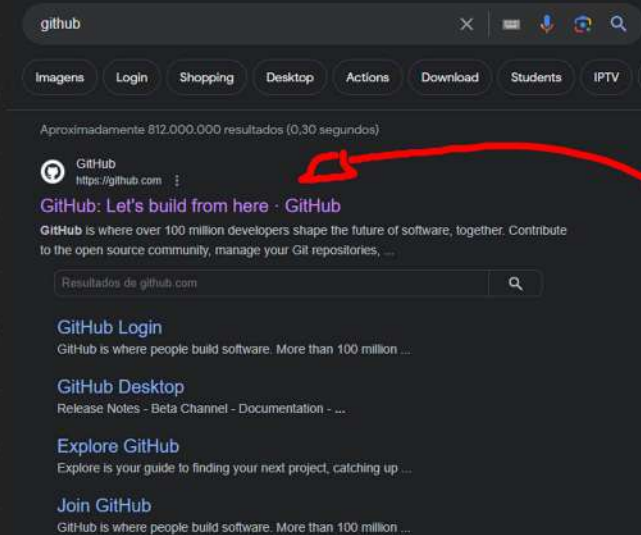 github
Imagens Login Shopping Desktop Actions Download Students IPTV
Aproximadamente 812.000.000 resultados (0,30 segundos)
GitHub
https://github.com
GitHub: Let's build from here · GitHub
GitHub is where over 100 million developers shape the future of software, together. Contribute
to the open source community, manage your Git repositories, ...
Resultados de github.com
GitHub Login
GitHub is where people build software. More than 100 million ...
GitHub Desktop
Release Notes - Beta Channel - Documentation - ...
Explore GitHub
Explore is your guide to finding your next project, catching up ...
Join GitHub
GitHub is where people build software. More than 100 million ...